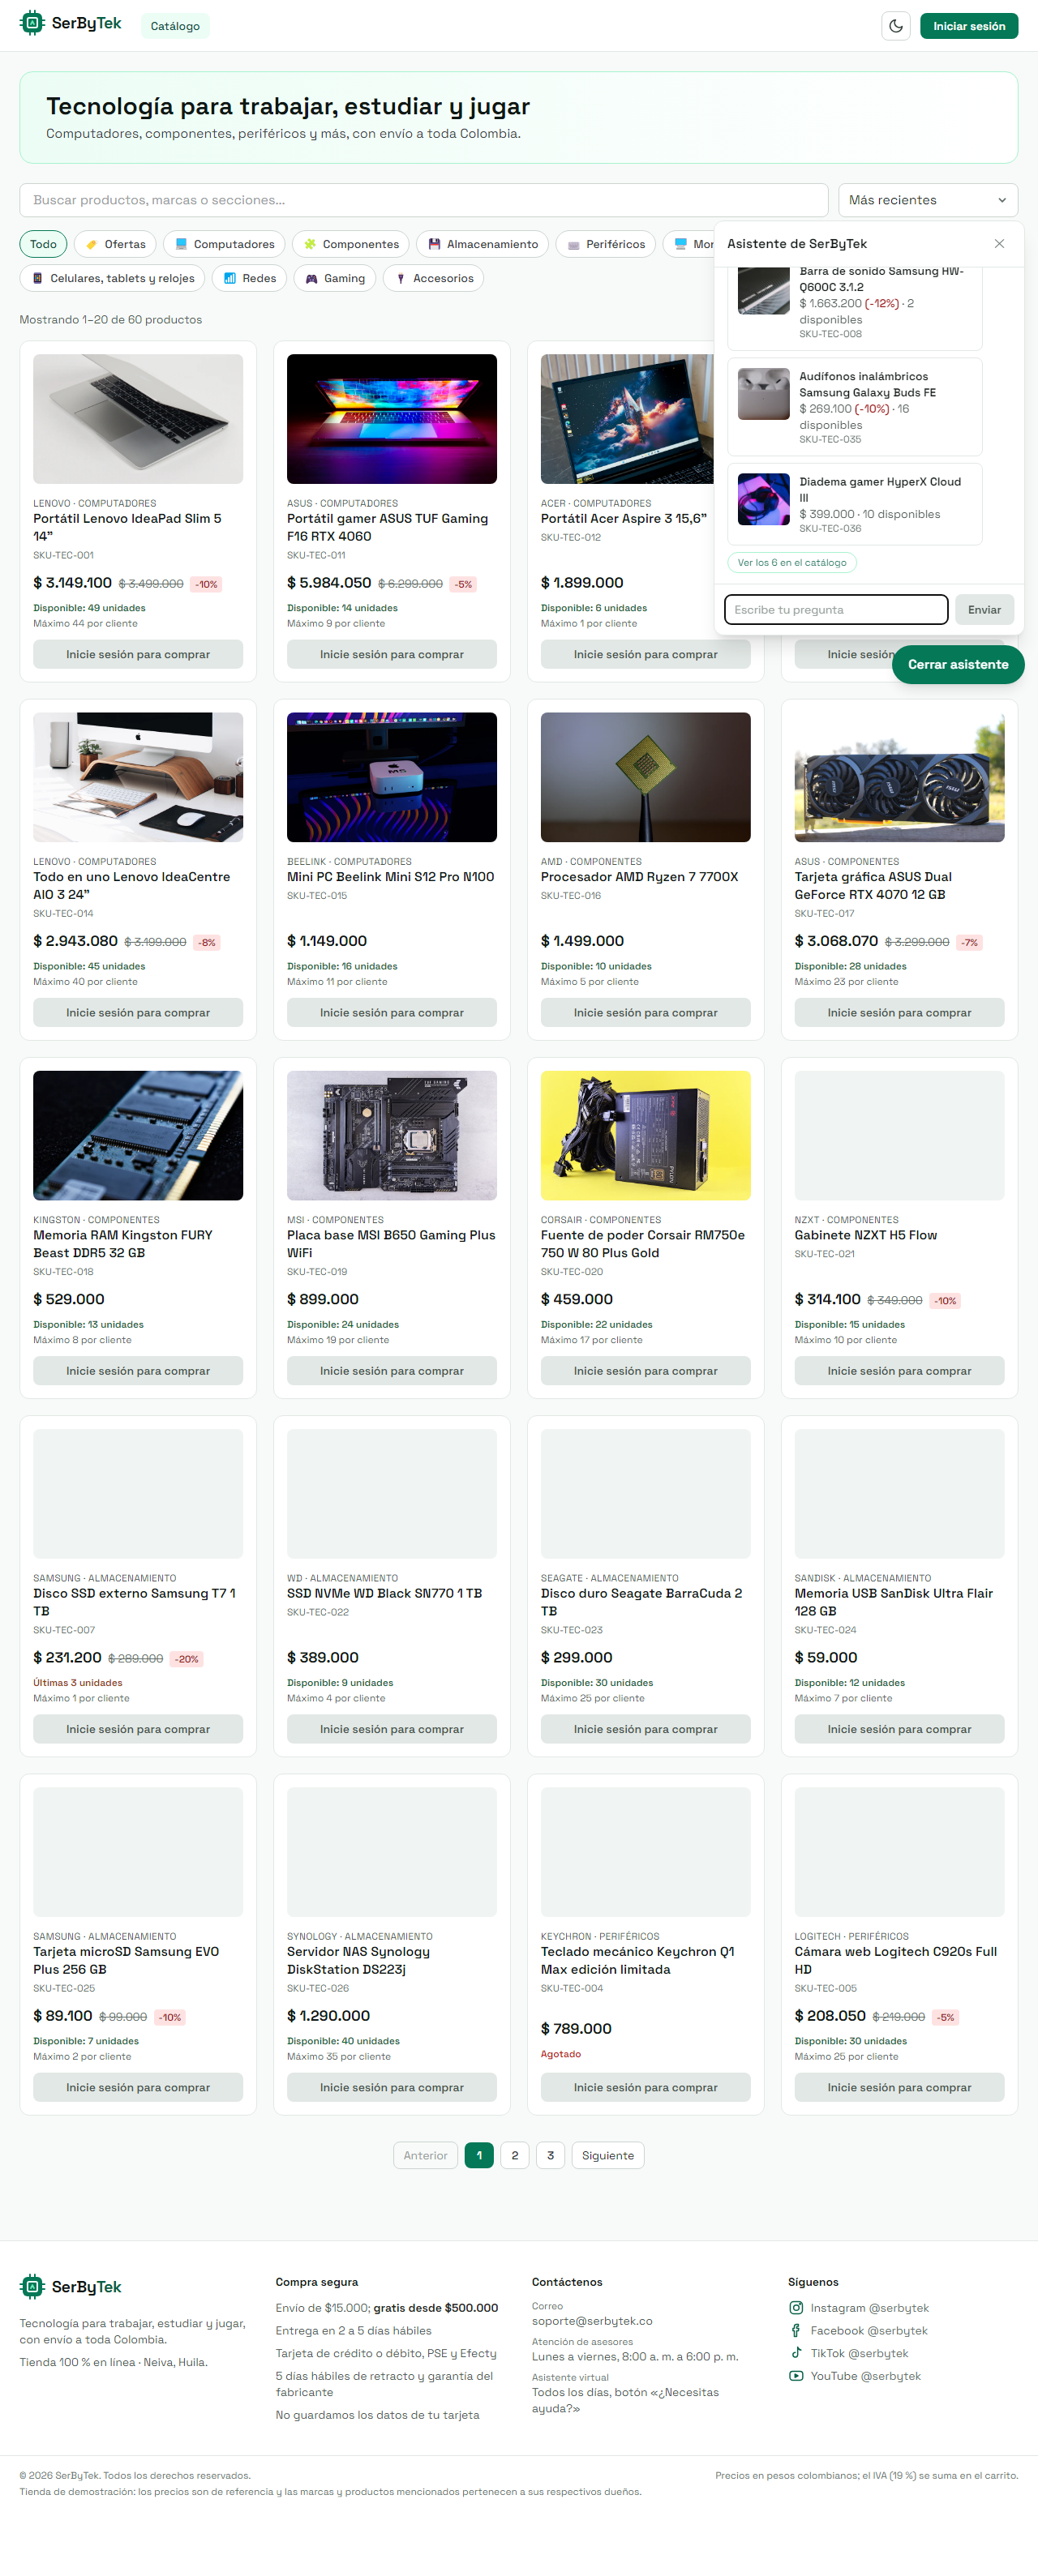 SerByTek
Catálogo
Iniciar sesión
Tecnología para trabajar, estudiar y jugar
Computadores, componentes, periféricos y más, con envío a toda Colombia.
Buscar productos, marcas o secciones...
Más recientes
Todo
Ofertas
Computadores
Componentes
Almacenamiento
Periféricos
Mon
Celulares, tablets y relojes
Redes
Gaming
Accesorios
Mostrando 1–20 de 60 productos
Asistente de SerByTek
Barra de sonido Samsung HW-
Q600C 3.1.2
$ 1.663.200 (-12%) · 2
disponibles
SKU-TEC-008
Audífonos inalámbricos
Samsung Galaxy Buds FE
$ 269.100 (-10%) · 16
disponibles
SKU-TEC-035
Diadema gamer HyperX Cloud
III
$ 399.000 · 10 disponibles
SKU-TEC-036
Ver los 6 en el catálogo
Escribe tu pregunta
Enviar
Cerrar asistente
LENOVO · COMPUTADORES
Portátil Lenovo IdeaPad Slim 5
14"
SKU-TEC-001
$ 3.149.100 $ 3.499.000 -10%
Disponible: 49 unidades
Máximo 44 por cliente
Inicie sesión para comprar
ASUS · COMPUTADORES
Portátil gamer ASUS TUF Gaming
F16 RTX 4060
SKU-TEC-011
$ 5.984.050 $ 6.299.000 -5%
Disponible: 14 unidades
Máximo 9 por cliente
Inicie sesión para comprar
ACER · COMPUTADORES
Portátil Acer Aspire 3 15,6"
SKU-TEC-012
$ 1.899.000
Disponible: 6 unidades
Máximo 1 por cliente
Inicie sesión para comprar
Inicie sesión
LENOVO · COMPUTADORES
Todo en uno Lenovo IdeaCentre
AIO 3 24"
SKU-TEC-014
$ 2.943.080 $ 3.199.000 -8%
Disponible: 45 unidades
Máximo 40 por cliente
Inicie sesión para comprar
BEELINK · COMPUTADORES
Mini PC Beelink Mini S12 Pro N100
SKU-TEC-015
$ 1.149.000
Disponible: 16 unidades
Máximo 11 por cliente
Inicie sesión para comprar
AMD · COMPONENTES
Procesador AMD Ryzen 7 7700X
SKU-TEC-016
$ 1.499.000
Disponible: 10 unidades
Máximo 5 por cliente
Inicie sesión para comprar
ASUS · COMPONENTES
Tarjeta gráfica ASUS Dual
GeForce RTX 4070 12 GB
SKU-TEC-017
$ 3.068.070 $ 3.299.000 -7%
Disponible: 28 unidades
Máximo 23 por cliente
Inicie sesión para comprar
KINGSTON · COMPONENTES
Memoria RAM Kingston FURY
Beast DDR5 32 GB
SKU-TEC-018
$ 529.000
Disponible: 13 unidades
Máximo 8 por cliente
Inicie sesión para comprar
MSI · COMPONENTES
Placa base MSI B650 Gaming Plus
WiFi
SKU-TEC-019
$ 899.000
Disponible: 24 unidades
Máximo 19 por cliente
Inicie sesión para comprar
CORSAIR · COMPONENTES
Fuente de poder Corsair RM750e
750 W 80 Plus Gold
SKU-TEC-020
$ 459.000
Disponible: 22 unidades
Máximo 17 por cliente
Inicie sesión para comprar
NZXT · COMPONENTES
Gabinete NZXT H5 Flow
SKU-TEC-021
$ 314.100 $ 349.000 -10%
Disponible: 15 unidades
Máximo 10 por cliente
Inicie sesión para comprar
SAMSUNG · ALMACENAMIENTO
Disco SSD externo Samsung T7 1
TB
SKU-TEC-007
$ 231.200 $ 289.000 -20%
Últimas 3 unidades
Máximo 1 por cliente
Inicie sesión para comprar
WD · ALMACENAMIENTO
SSD NVMe WD Black SN770 1 TB
SKU-TEC-022
$ 389.000
Disponible: 9 unidades
Máximo 4 por cliente
Inicie sesión para comprar
SEAGATE · ALMACENAMIENTO
Disco duro Seagate BarraCuda 2
TB
SKU-TEC-023
$ 299.000
Disponible: 30 unidades
Máximo 25 por cliente
Inicie sesión para comprar
SANDISK · ALMACENAMIENTO
Memoria USB SanDisk Ultra Flair
128 GB
SKU-TEC-024
$ 59.000
Disponible: 12 unidades
Máximo 7 por cliente
Inicie sesión para comprar
SAMSUNG · ALMACENAMIENTO
Tarjeta microSD Samsung EVO
Plus 256 GB
SKU-TEC-025
$ 89.100 $ 99.000 -10%
Disponible: 7 unidades
Máximo 2 por cliente
Inicie sesión para comprar
SYNOLOGY · ALMACENAMIENTO
Servidor NAS Synology
DiskStation DS223j
SKU-TEC-026
$ 1.290.000
Disponible: 40 unidades
Máximo 35 por cliente
Inicie sesión para comprar
KEYCHRON · PERIFÉRICOS
Teclado mecánico Keychron Q1
Max edición limitada
SKU-TEC-004
$ 789.000
Agotado
Inicie sesión para comprar
LOGITECH · PERIFÉRICOS
Cámara web Logitech C920s Full
HD
SKU-TEC-005
$ 208.050 $ 219.000 -5%
Disponible: 30 unidades
Máximo 25 por cliente
Inicie sesión para comprar
Anterior
1
2
3
Siguiente
SerByTek
Tecnología para trabajar, estudiar y jugar,
con envío a toda Colombia.
Tienda 100 % en línea · Neiva, Huila.
Compra segura
Envío de $15.000; gratis desde $500.000
Entrega en 2 a 5 días hábiles
Tarjeta de crédito o débito, PSE y Efecty
5 días hábiles de retracto y garantía del
fabricante
No guardamos los datos de tu tarjeta
Contáctenos
Correo
soporte@serbytek.co
Atención de asesores
Lunes a viernes, 8:00 a. m. a 6:00 p. m.
Asistente virtual
Todos los días, botón «¿Necesitas
ayuda?»
Síguenos
Instagram @serbytek
Facebook @serbytek
TikTok @serbytek
YouTube @serbytek
© 2026 SerByTek. Todos los derechos reservados.
Precios en pesos colombianos; el IVA (19 %) se suma en el carrito.
Tienda de demostración: los precios son de referencia y las marcas y productos mencionados pertenecen a sus respectivos dueños.